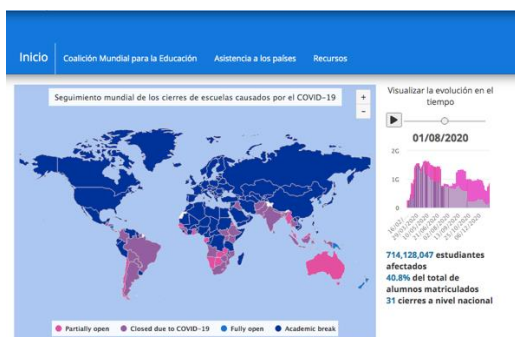 Inicio
Coalición Mundial para la Educación
Asistencia a los países
Recursos
Seguimiento mundial de los cierres de escuelas causados por el COVID-19
+
-
Visualizar la evolución en el
tiempo
01/08/2020
2G
1G
0
714,128,047 estudiantes
afectados
40.8% del total de
alumnos matriculados
31 cierres a nivel nacional
Partially open
Closed due to COVID-19
Fully open
Academic break